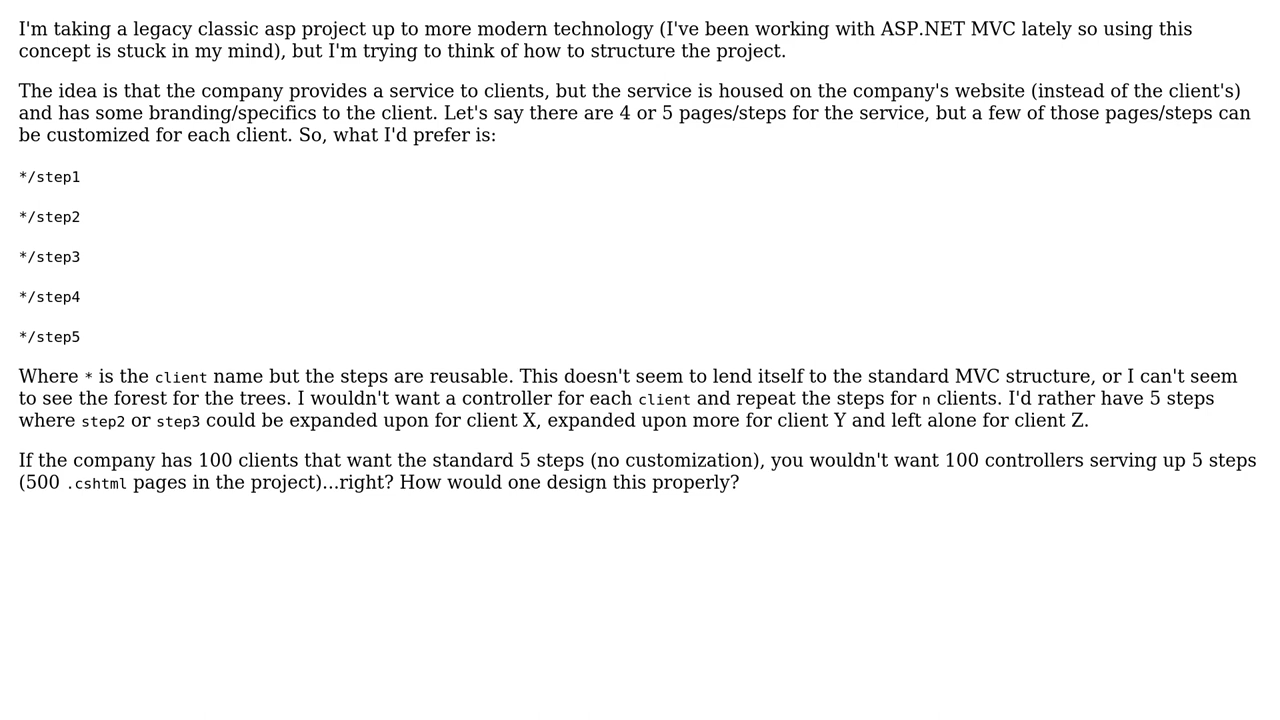 I'm taking a legacy classic asp project up to more modern technology (I've been working with ASP.NET MVC lately so using this
concept is stuck in my mind), but I'm trying to think of how to structure the project.
The idea is that the company provides a service to clients, but the service is housed on the company's website (instead of the client's)
and has some branding/specifics to the client. Let's say there are 4 or 5 pages/steps for the service, but a few of those pages/steps can
be customized for each client. So, what I'd prefer is:
*/step1
*/step2
*/step3
*/step4
*/step5
Where * is the client name but the steps are reusable. This doesn't seem to lend itself to the standard MVC structure, or I can't seem
to see the forest for the trees. I wouldn't want a controller for each client and repeat the steps for n clients. I'd rather have 5 steps
where step2 or step3 could be expanded upon for client X, expanded upon more for client Y and left alone for client Z.
If the company has 100 clients that want the standard 5 steps (no customization), you wouldn't want 100 controllers serving up 5 steps
(500 .cshtml pages in the project)...right? How would one design this properly?